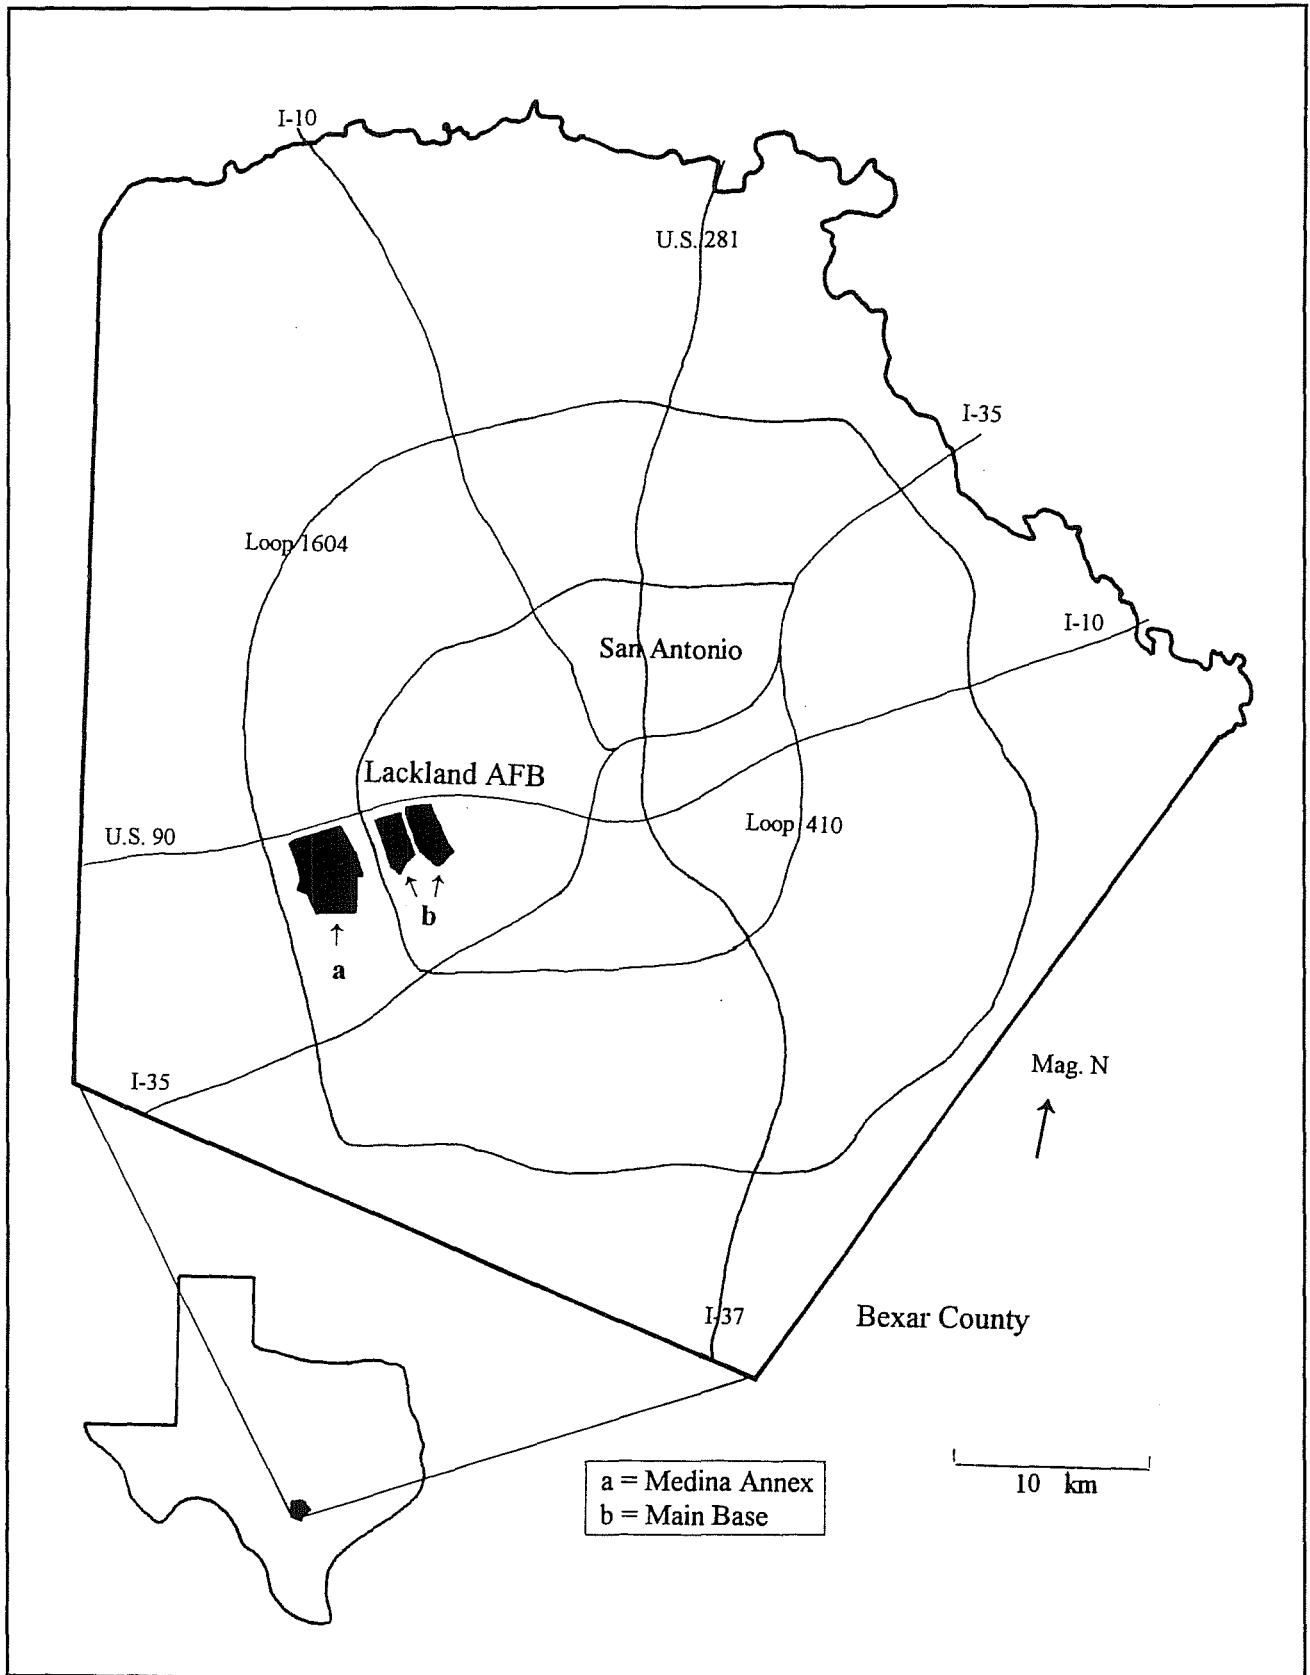 I-10
U.S. 281
I-35
Loop 1604
I-10
San Antonio
Lackland AFB
Loop 410
U.S. 90
b
a
Mag. N
I-35
I-37
Bexar County
a = Medina Annex
b = Main Base
10 km